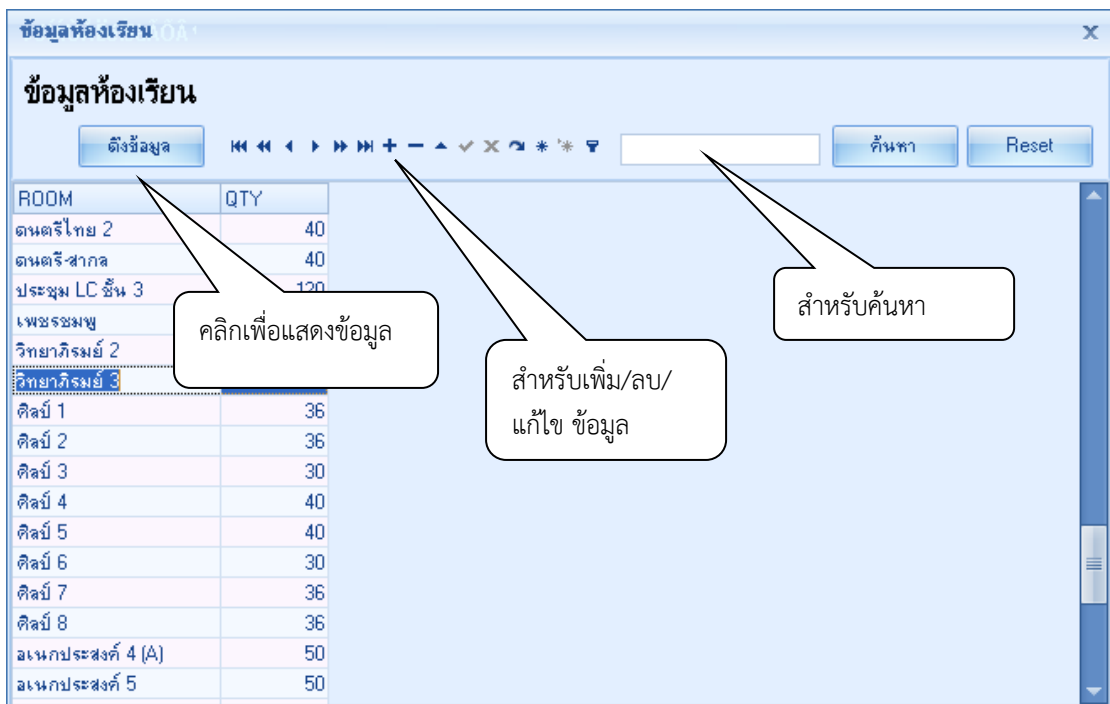 ข้อมูลห้องเรียน
ข้อมูลห้องเรียน
ดึงข้อมูล
ค้นหา Reset
ROOM QTY
ดนตรีไทย 2 40
ดนตรี-สากล 40
ประชุม LC ชั้น 3 120
เพชรชมพู
วิทยาภิรมย์ 2
วิทยาภิรมย์ 3
ศิลป์ 1 36
ศิลป์ 2 36
ศิลป์ 3 30
ศิลป์ 4 40
ศิลป์ 5 40
ศิลป์ 6 30
ศิลป์ 7 36
ศิลป์ 8 36
อเนกประสงค์ 4 (A) 50
อเนกประสงค์ 5 50
คลิกเพื่อแสดงข้อมูล
สำหรับเพิ่ม/ลบ/
แก้ไข ข้อมูล
สำหรับค้นหา